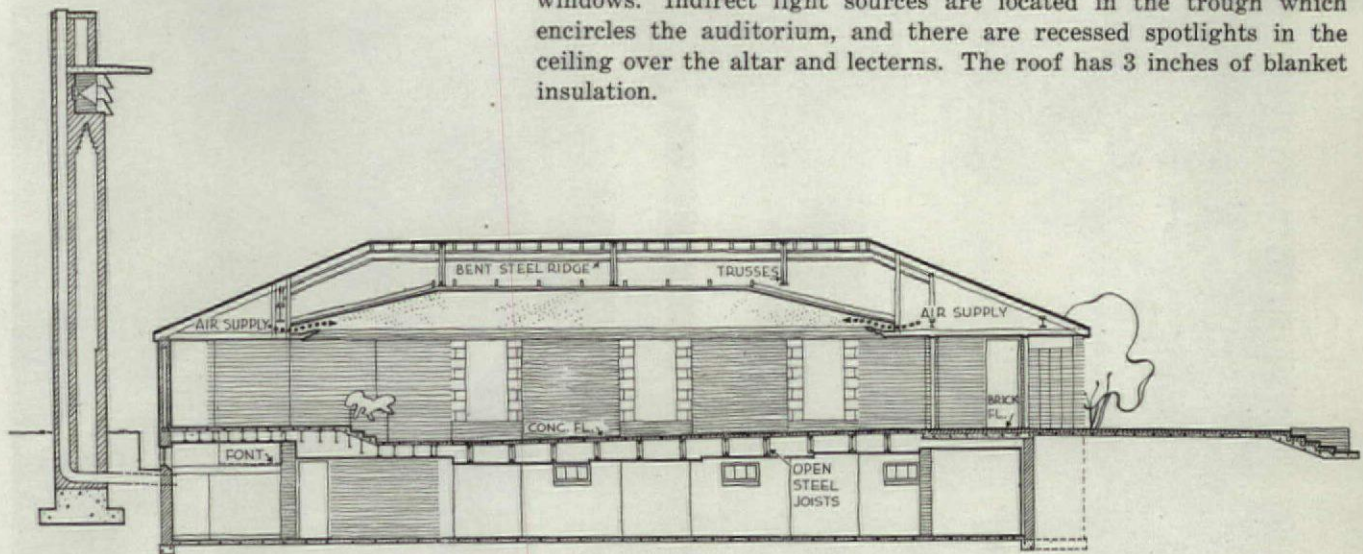 windows. Indirect light sources are located in the trough which
encircles the auditorium, and there are recessed spotlights in the
ceiling over the altar and lecterns. The roof has 3 inches of blanket
insulation.
BENT STEEL RIDGE
TRUSSES
AIR SUPPLY
AIR SUPPLY
CONC. FL.
BRICK
FL.
FONT
OPEN
STEEL
JOISTS